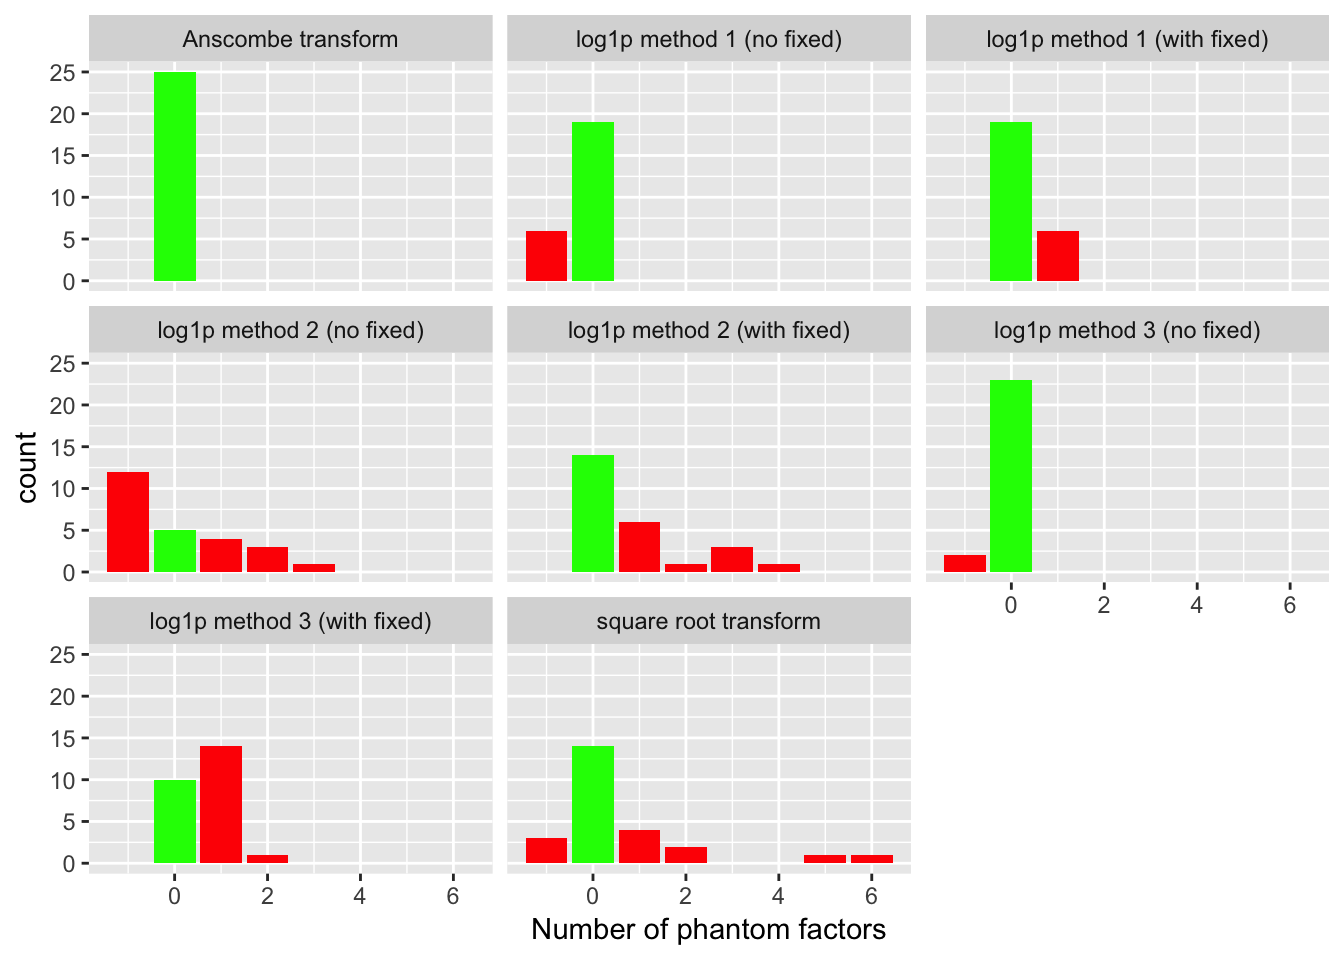 Anscombe transform
log1p method 1 (no fixed)
log1p method 1 (with fixed)
25
20
15
10
5
0
log1p method 2 (no fixed)
log1p method 2 (with fixed)
log1p method 3 (no fixed)
25
20
15
10
5
0
0 2 4 6
count
log1p method 3 (with fixed)
square root transform
25
20
15
10
5
0
0 2 4 6
0 2 4 6
Number of phantom factors